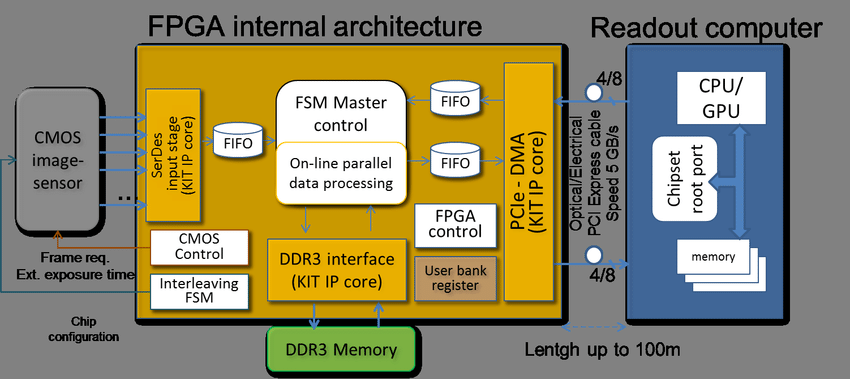 FPGA internal architecture
Readout computer
CMOS
image-
sensor
...
SerDes
input stage
(KIT IP core)
FIFO
FSM Master
control
On-line parallel
data processing
FIFO
FIFO
PCIe - DMA
(KIT IP core)
4/8
Optical/Electrical
PCI Express cable
Speed 5 GB/s
4/8
CPU/
GPU
Chipset
root port
memory
Frame req.
Ext. exposure time
CMOS
Control
Interleaving
FSM
DDR3 interface
(KIT IP core)
FPGA
control
User bank
register
Chip
configuration
DDR3 Memory
Lentgh up to 100m